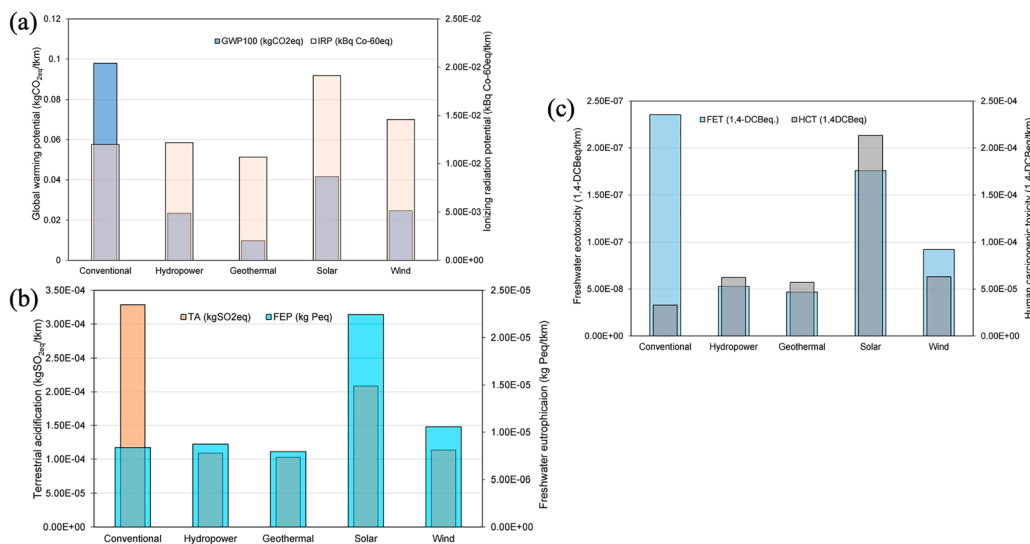 (a)
0.12
0.1
0.08
0.06
0.04
0.02
0
Global warming potential (kgCO2eq/tkm)
GWP100 (kgCO2eq) IRP (kBq Co-60eq)
2.50E-02
2.00E-02
1.50E-02
1.00E-02
5.00E-03
0.00E+00
Ionizing radiation potential (kBq Co-60eq/tkm)
Conventional Hydropower Geothermal Solar Wind
(b)
3.50E-04
3.00E-04
2.50E-04
2.00E-04
1.50E-04
1.00E-04
5.00E-05
0.00E+00
Terrestrial acidification (kgSO2eq/tkm)
TA (kgSO2eq) FEP (kg Peq)
2.50E-05
2.00E-05
1.50E-05
1.00E-05
5.00E-06
0.00E+00
Freshwater eutrophicaion (kg Peq/tkm)
Conventional Hydropower Geothermal Solar Wind
(c)
2.50E-07
2.00E-07
1.50E-07
1.00E-07
5.00E-08
0.00E+00
Freshwater ecotoxicity (1,4-DCBeq/tkm)
FET (1,4-DCBeq.) HCT (1,4DCBeq)
2.50E-04
2.00E-04
1.50E-04
1.00E-04
5.00E-05
0.00E+00
Human carcinogenic toxicity (1,4-DCBeq/tkm)
Conventional Hydropower Geothermal Solar Wind